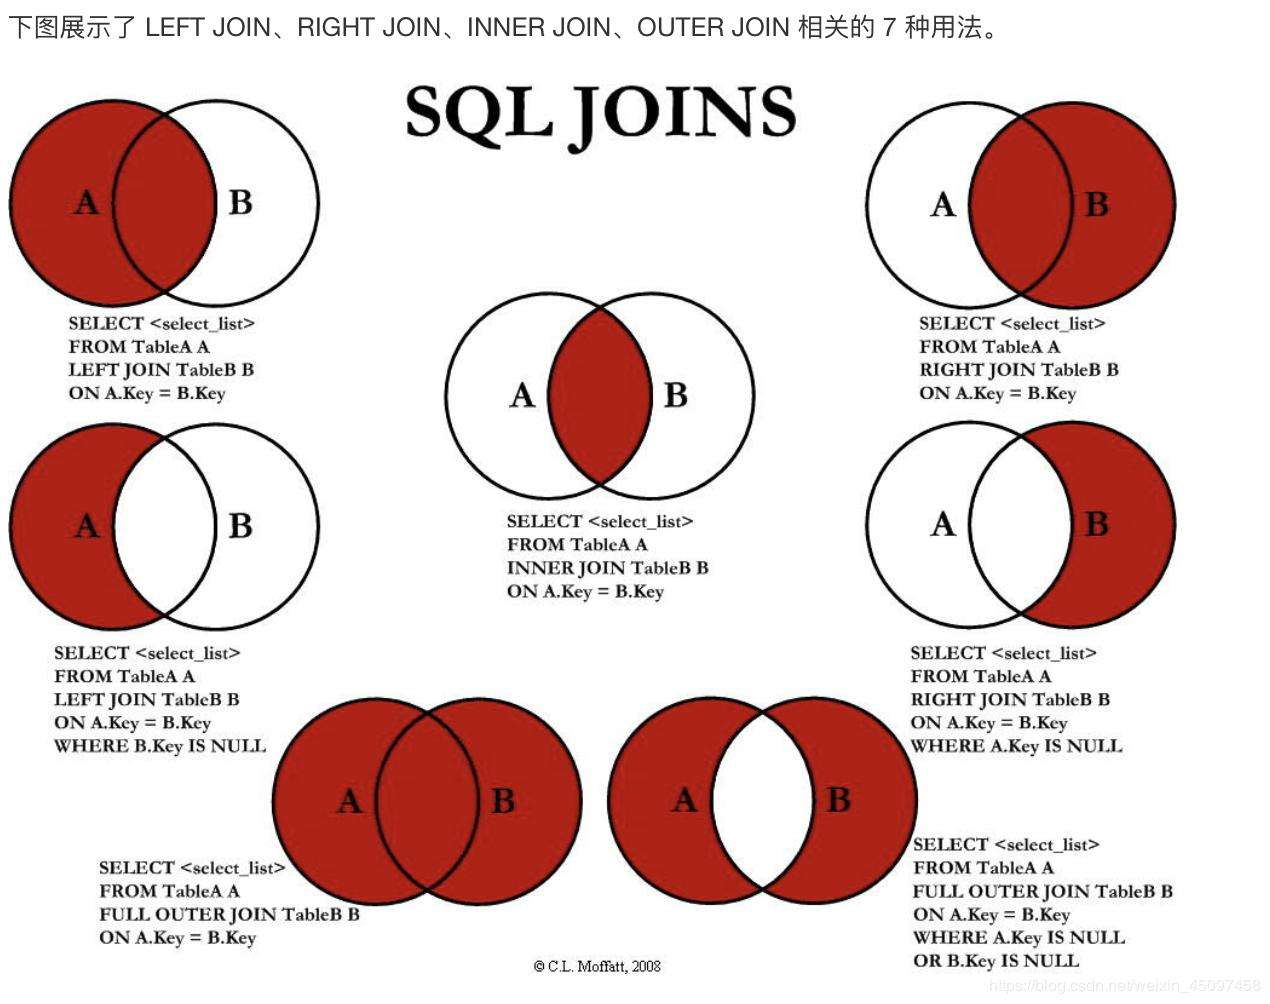 下图展示了 LEFT JOIN、RIGHT JOIN、INNER JOIN、OUTER JOIN 相关的 7 种用法。
SQL JOINS
A B
SELECT <select_list>
FROM TableA A
LEFT JOIN TableB B
ON A.Key = B.Key
A B
SELECT <select_list>
FROM TableA A
RIGHT JOIN TableB B
ON A.Key = B.Key
A B
SELECT <select_list>
FROM TableA A
INNER JOIN TableB B
ON A.Key = B.Key
A B
SELECT <select_list>
FROM TableA A
LEFT JOIN TableB B
ON A.Key = B.Key
WHERE B.Key IS NULL
A B
SELECT <select_list>
FROM TableA A
RIGHT JOIN TableB B
ON A.Key = B.Key
WHERE A.Key IS NULL
A B
SELECT <select_list>
FROM TableA A
FULL OUTER JOIN TableB B
ON A.Key = B.Key
A B
SELECT <select_list>
FROM TableA A
FULL OUTER JOIN TableB B
ON A.Key = B.Key
WHERE A.Key IS NULL
OR B.Key IS NULL
© C.L. Moffatt, 2008
https://blog.csdn.net/weixin_45097458